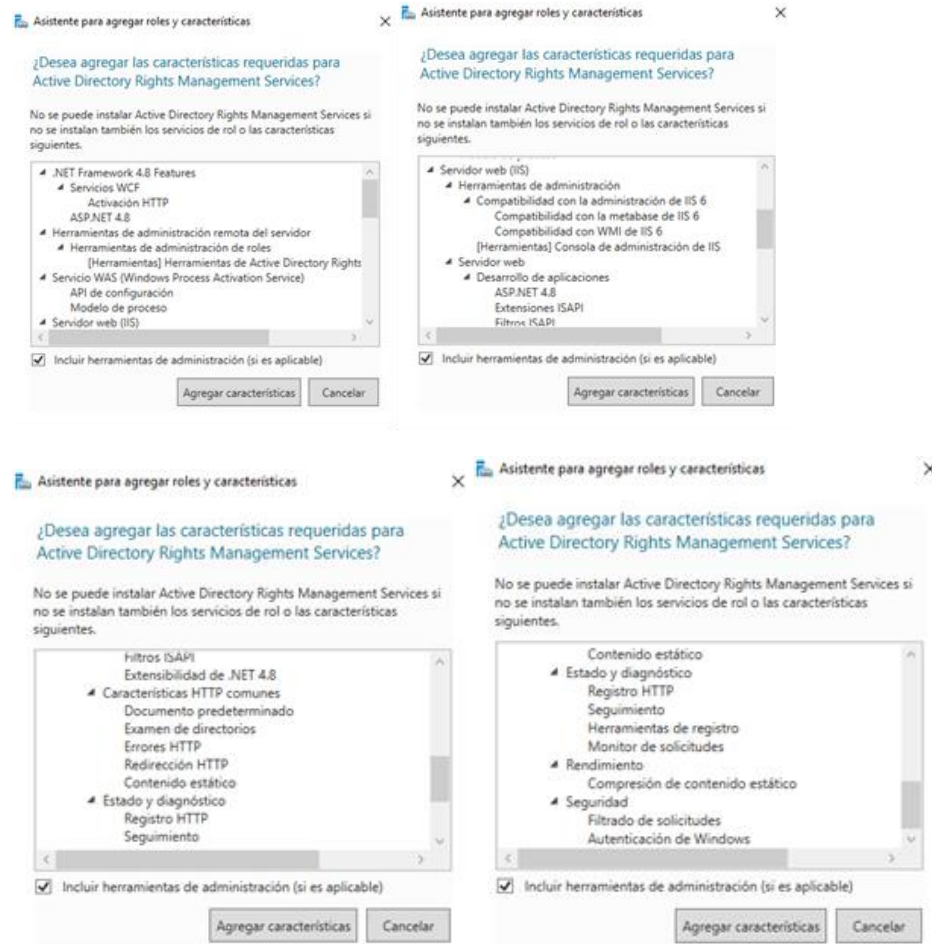 Asistente para agregar roles y características
¿Desea agregar las características requeridas para
Active Directory Rights Management Services?
No se puede instalar Active Directory Rights Management Services si
no se instalan también los servicios de rol o las características
siguientes.
.NET Framework 4.8 Features
Servicios WCF
Activación HTTP
ASP.NET 4.8
Herramientas de administración remota del servidor
Herramientas de administración de roles
[Herramientas] Herramientas de Active Directory Rights
Servicio WAS (Windows Process Activation Service)
API de configuración
Modelo de proceso
Servidor web (IIS)
Incluir herramientas de administración (si es aplicable)
Agregar características Cancelar
Asistente para agregar roles y características
¿Desea agregar las características requeridas para
Active Directory Rights Management Services?
No se puede instalar Active Directory Rights Management Services si
no se instalan también los servicios de rol o las características
siguientes.
Servidor web (IIS)
Herramientas de administración
Compatibilidad con la administración de IIS 6
Compatibilidad con la metabase de IIS 6
Compatibilidad con WMI de IIS 6
[Herramientas] Consola de administración de IIS
Servidor web
Desarrollo de aplicaciones
ASP.NET 4.8
Extensiones ISAPI
Filtros ISAPI
Incluir herramientas de administración (si es aplicable)
Agregar características Cancelar
Asistente para agregar roles y características
¿Desea agregar las características requeridas para
Active Directory Rights Management Services?
No se puede instalar Active Directory Rights Management Services si
no se instalan también los servicios de rol o las características
siguientes.
Filtros ISAPI
Extensibilidad de .NET 4.8
Características HTTP comunes
Documento predeterminado
Examen de directorios
Errores HTTP
Redirección HTTP
Contenido estático
Estado y diagnóstico
Registro HTTP
Seguimiento
Incluir herramientas de administración (si es aplicable)
Agregar características Cancelar
Asistente para agregar roles y características
¿Desea agregar las características requeridas para
Active Directory Rights Management Services?
No se puede instalar Active Directory Rights Management Services si
no se instalan también los servicios de rol o las características
siguientes.
Contenido estático
Estado y diagnóstico
Registro HTTP
Seguimiento
Herramientas de registro
Monitor de solicitudes
Rendimiento
Compresión de contenido estático
Seguridad
Filtrado de solicitudes
Autenticación de Windows
Incluir herramientas de administración (si es aplicable)
Agregar características Cancelar